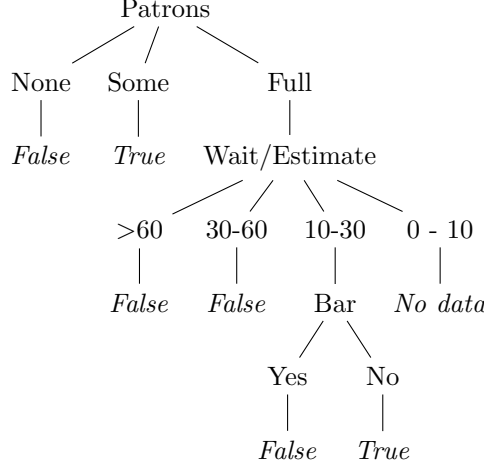 Patrons
None Some Full
False True Wait/Estimate
>60 30-60 10-30 0 - 10
False False Bar No data
Yes No
False True